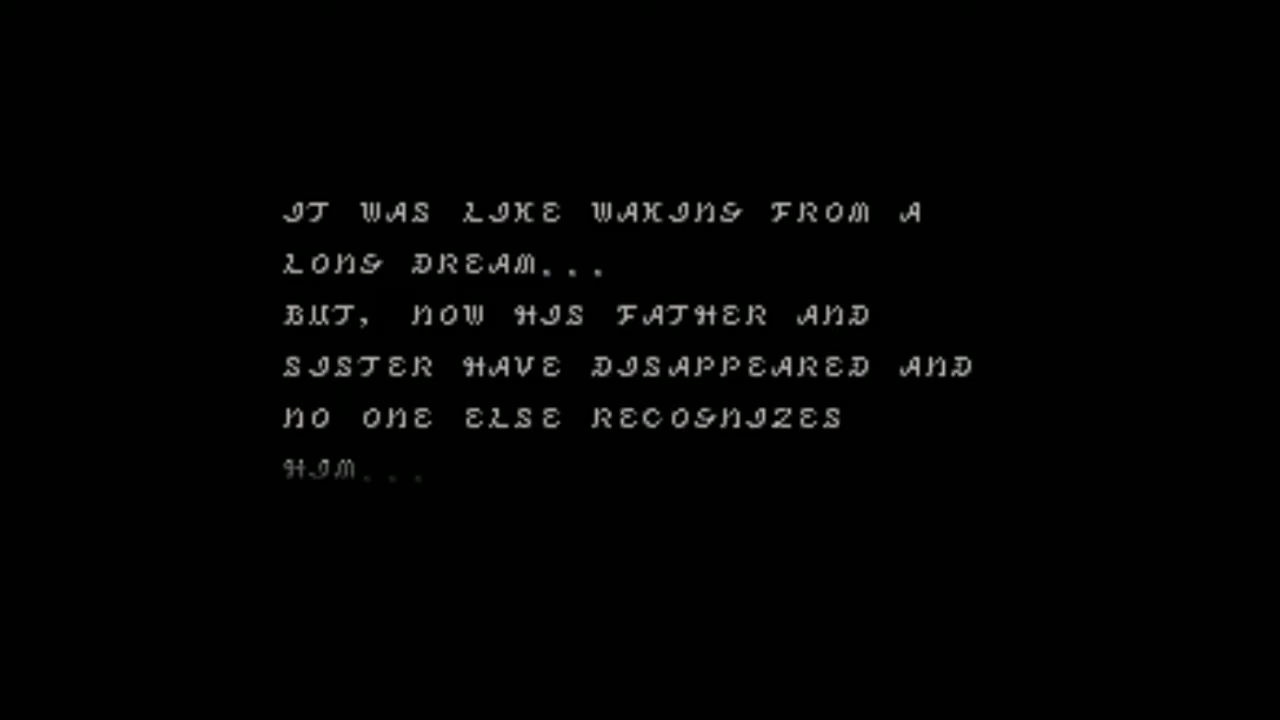 IT WAS LIKE WAKING FROM A
LONG DREAM...
BUT, NOW HIS FATHER AND
SISTER HAVE DISAPPEARED AND
NO ONE ELSE RECOGNIZES
HIM...